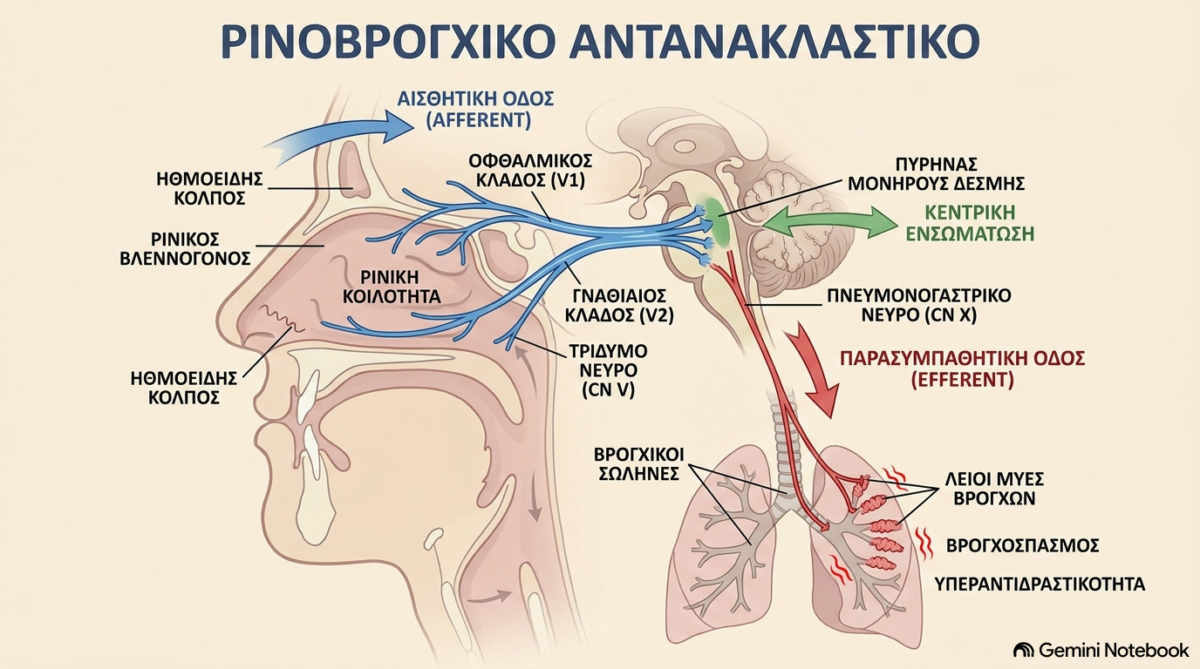 ΡΙΝΟΒΡΟΓΧΙΚΟ ΑΝΤΑΝΑΚΛΑΣΤΙΚΟ
ΑΙΣΘΗΤΙΚΗ ΟΔΟΣ
(AFFERENT)
ΗΘΜΟΕΙΔΗΣ
ΚΟΛΠΟΣ
ΟΦΘΑΛΜΙΚΟΣ
ΚΛΑΔΟΣ (V1)
ΠΥΡΗΝΑΣ
ΜΟΝΗΡΟΥΣ ΔΕΣΜΗΣ
ΚΕΝΤΡΙΚΗ
ΕΝΣΩΜΑΤΩΣΗ
ΡΙΝΙΚΟΣ
ΒΛΕΝΝΟΓΟΝΟΣ
ΡΙΝΙΚΗ
ΚΟΙΛΟΤΗΤΑ
ΓΝΑΘΙΑΙΟΣ
ΚΛΑΔΟΣ (V2)
ΠΝΕΥΜΟΝΟΓΑΣΤΡΙΚΟ
ΝΕΥΡΟ (CN X)
ΗΘΜΟΕΙΔΗΣ
ΚΟΛΠΟΣ
ΤΡΙΔΥΜΟ
ΝΕΥΡΟ
(CN V)
ΠΑΡΑΣΥΜΠΑΘΗΤΙΚΗ ΟΔΟΣ
(EFFERENT)
ΒΡΟΓΧΙΚΟΙ
ΣΩΛΗΝΕΣ
ΛΕΙΟΙ ΜΥΕΣ
ΒΡΟΓΧΩΝ
ΒΡΟΓΧΟΣΠΑΣΜΟΣ
ΥΠΕΡΑΝΤΙΔΡΑΣΤΙΚΟΤΗΤΑ
Gemini Notebook